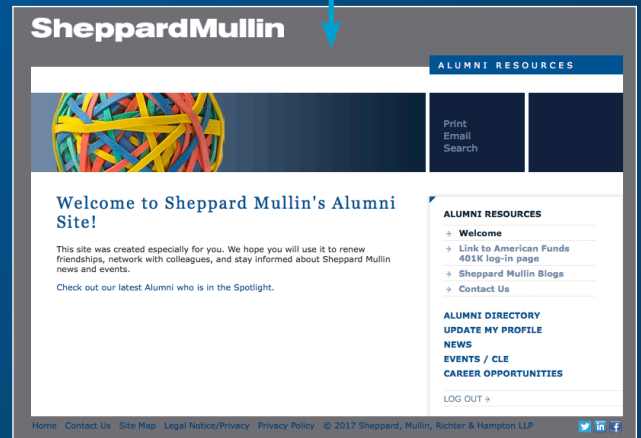 SheppardMullin
ALUMNI RESOURCES
Print
Email
Search
Welcome to Sheppard Mullin's Alumni
Site!
This site was created especially for you. We hope you will use it to renew
friendships, network with colleagues, and stay informed about Sheppard Mullin
news and events.
Check out our latest Alumni who is in the Spotlight.
ALUMNI RESOURCES
→ Welcome
→ Link to American Funds
401K log-in page
→ Sheppard Mullin Blogs
→ Contact Us
ALUMNI DIRECTORY
UPDATE MY PROFILE
NEWS
EVENTS / CLE
CAREER OPPORTUNITIES
LOG OUT →
Home Contact Us Site Map Legal Notice/Privacy Privacy Policy © 2017 Sheppard, Mullin, Richter & Hampton LLP
in f